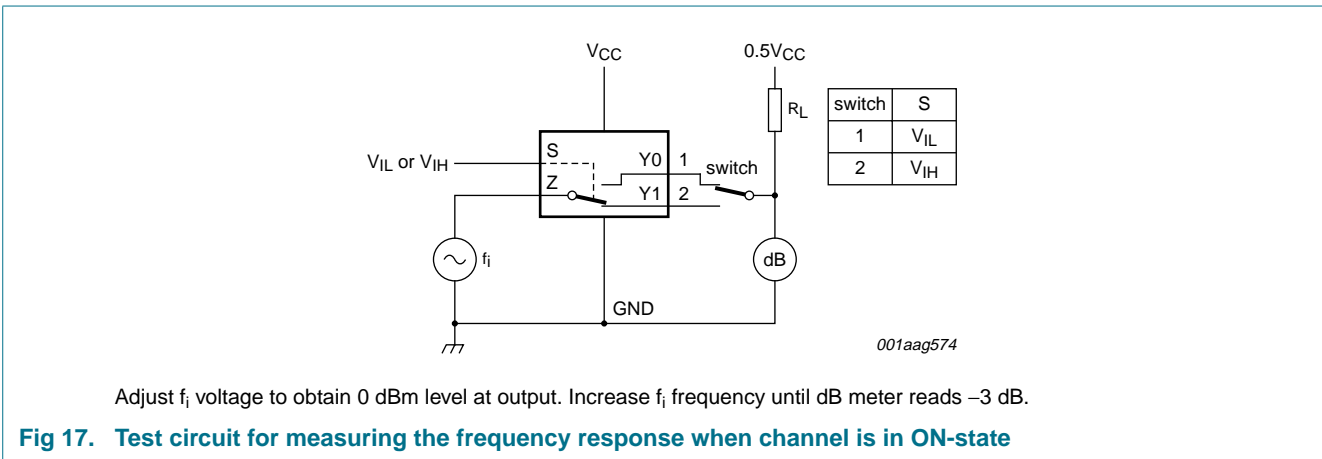 VCC
0.5VCC
RL
switch S
1 VIL
2 VIH
VIL or VIH
S
Z
Y0 1
Y1 2
switch
fi
dB
GND
001aag574
Adjust fi voltage to obtain 0 dBm level at output. Increase fi frequency until dB meter reads −3 dB.
Fig 17. Test circuit for measuring the frequency response when channel is in ON-state